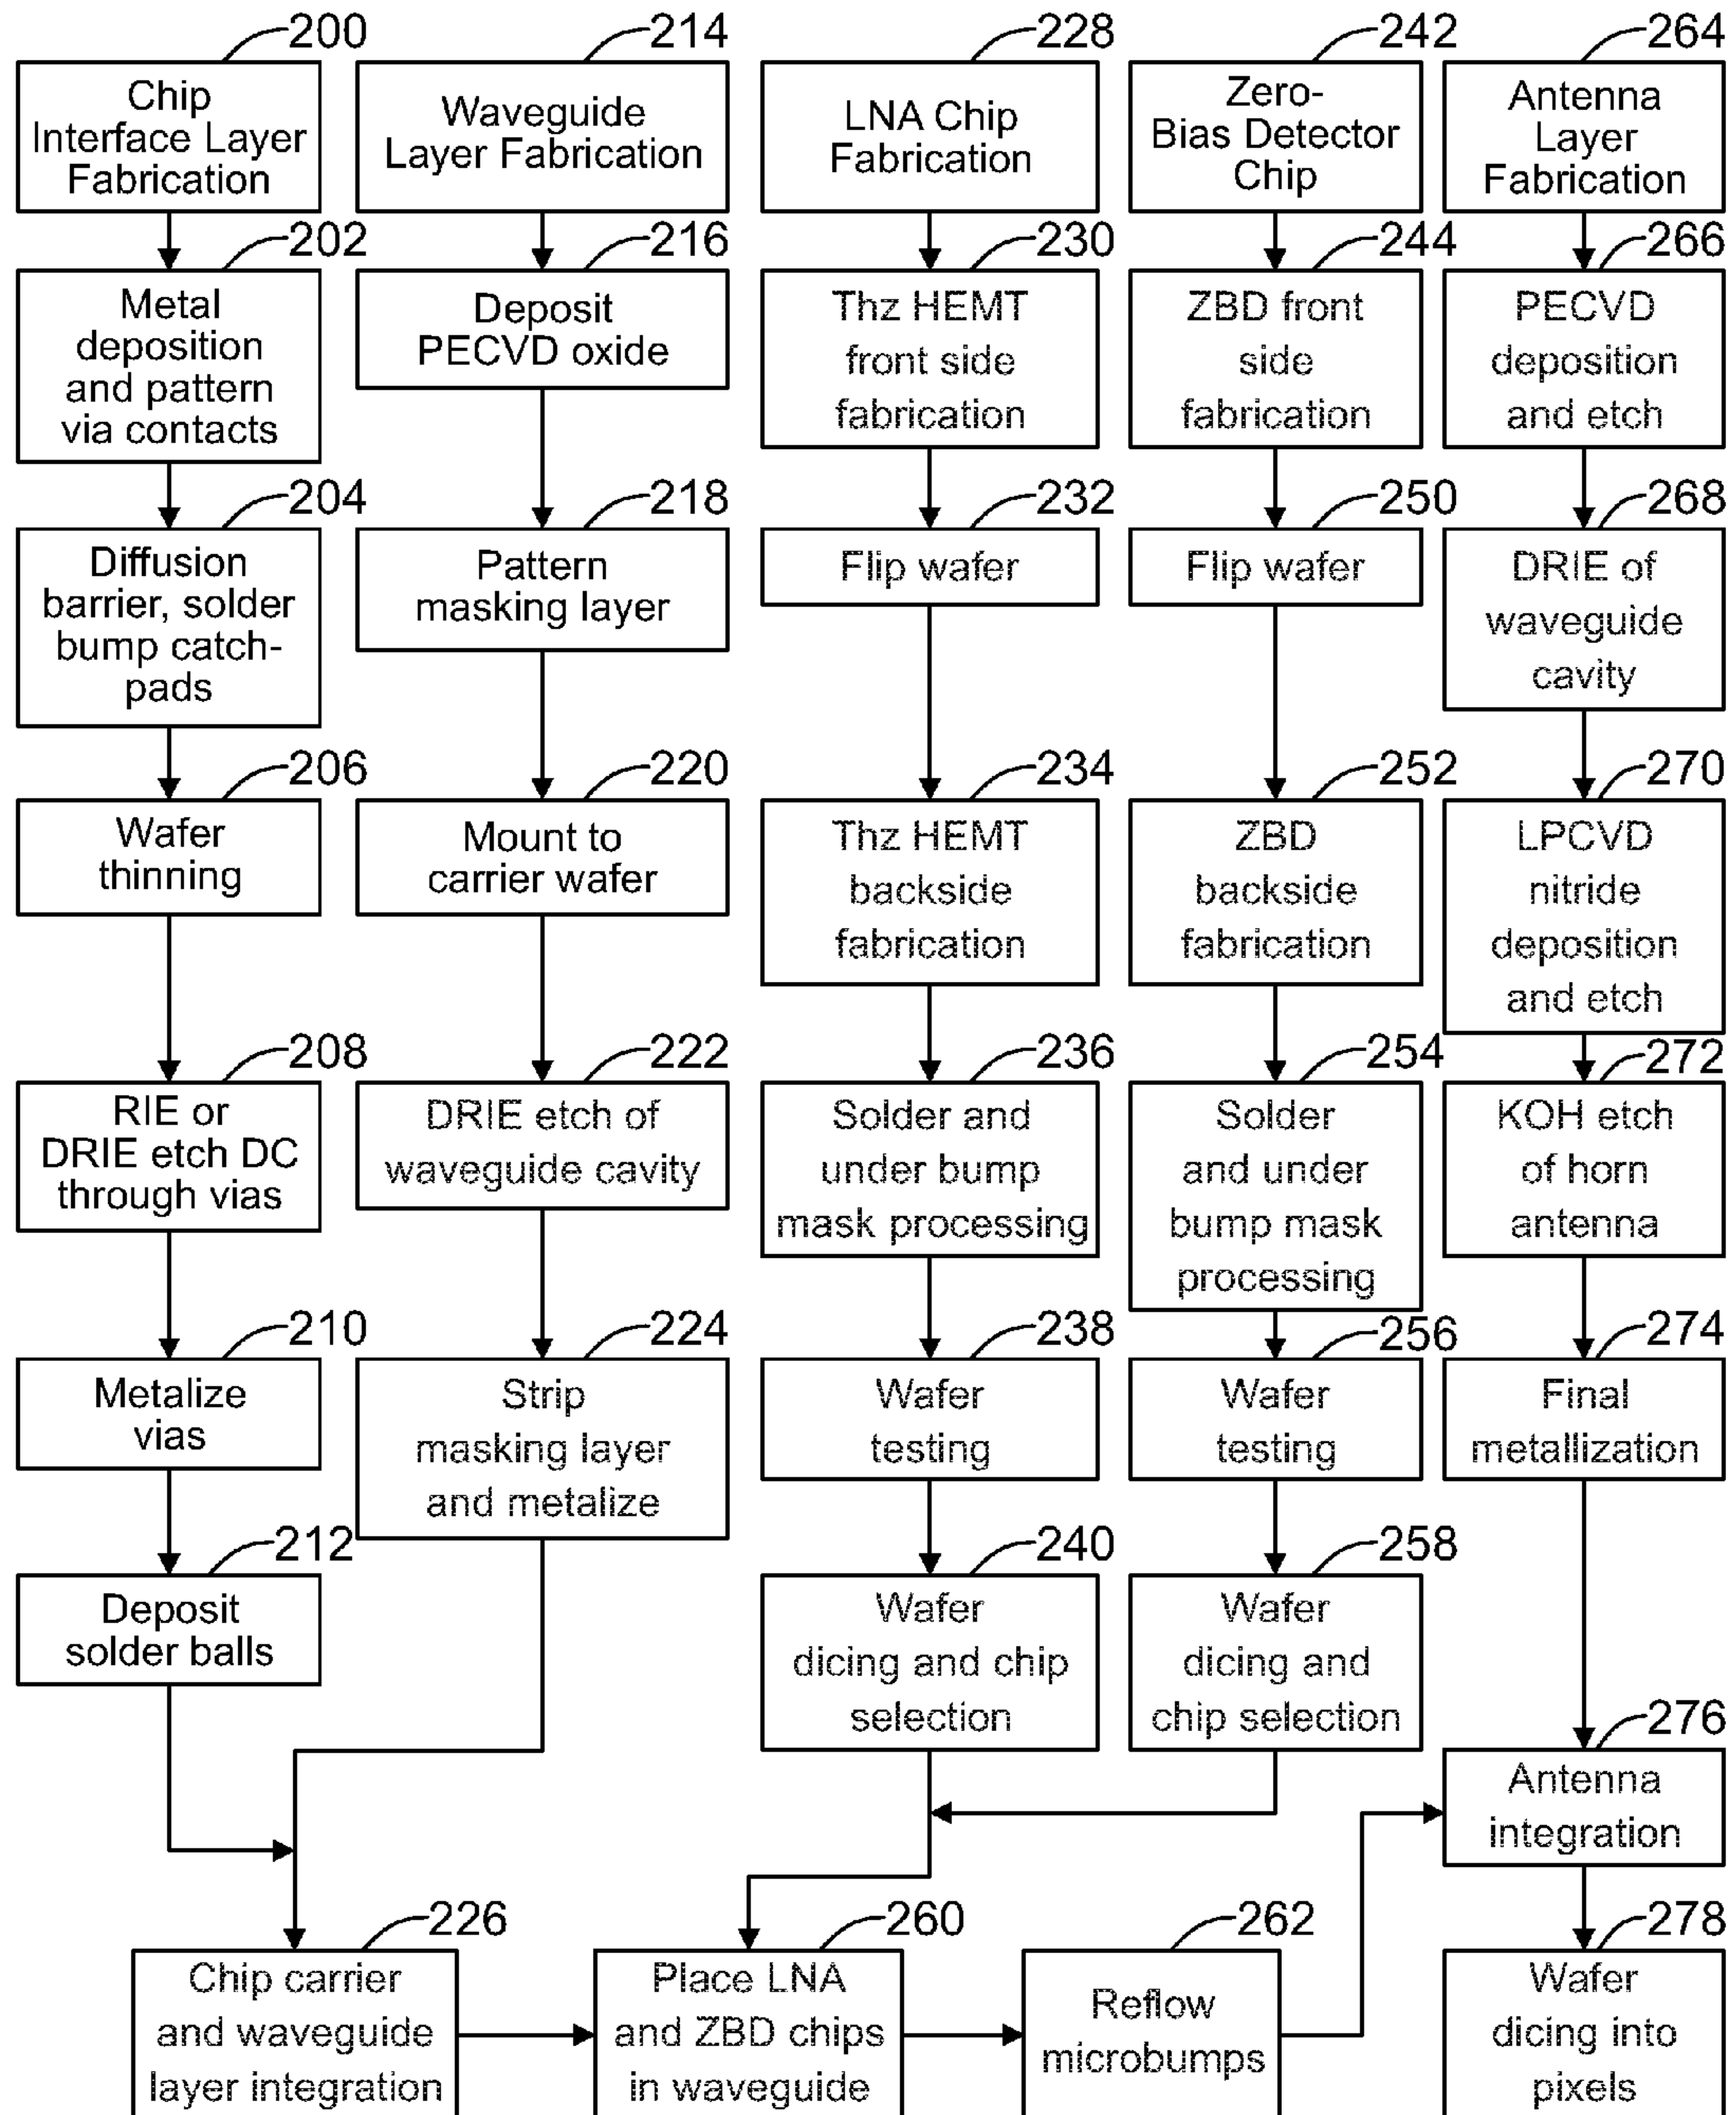 200
Chip
Interface Layer
Fabrication
202
Metal
deposition
and pattern
via contacts
204
Diffusion
barrier, solder
bump catch-
pads
206
Wafer
thinning
208
RIE or
DRIE etch DC
through vias
210
Metalize
vias
212
Deposit
solder balls
214
Waveguide
Layer Fabrication
216
Deposit
PECVD oxide
218
Pattern
masking layer
220
Mount to
carrier wafer
222
DRIE etch of
waveguide cavity
224
Strip
masking layer
and metalize
226
Chip carrier
and waveguide
layer integration
228
LNA Chip
Fabrication
230
Thz HEMT
front side
fabrication
232
Flip wafer
234
Thz HEMT
backside
fabrication
236
Solder and
under bump
mask processing
238
Wafer
testing
240
Wafer
dicing and chip
selection
242
Zero-
Bias Detector
Chip
244
ZBD front
side
fabrication
250
Flip wafer
252
ZBD
backside
fabrication
254
Solder
and under
bump mask
processing
256
Wafer
testing
258
Wafer
dicing and
chip selection
260
Place LNA
and ZBD chips
in waveguide
262
Reflow
microbumps
264
Antenna
Layer
Fabrication
266
PECVD
deposition
and etch
268
DRIE of
waveguide
cavity
270
LPCVD
nitride
deposition
and etch
272
KOH etch
of horn
antenna
274
Final
metallization
276
Antenna
integration
278
Wafer
dicing into
pixels